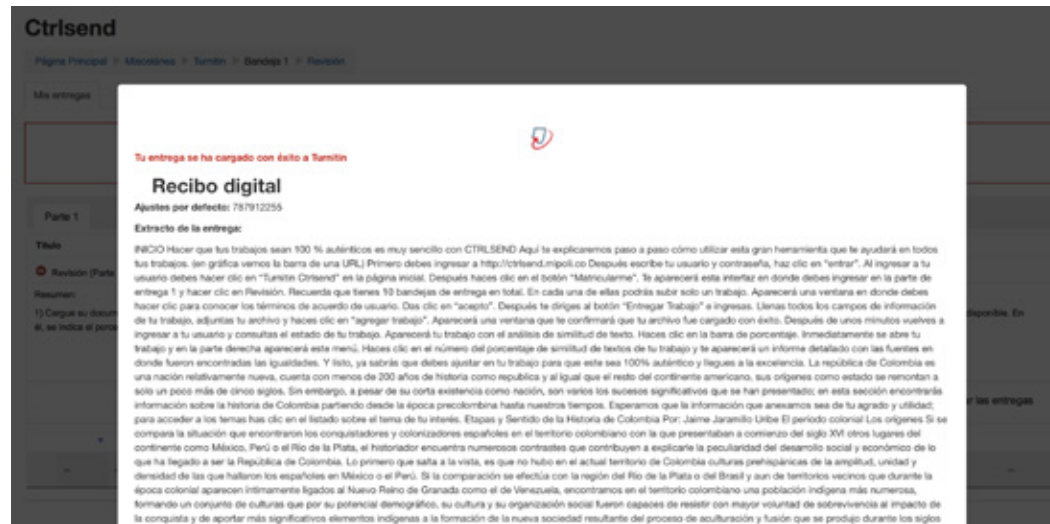 Ctrlsend
Página Principal > Misceláneа > Turnitin > Bandeja 1 > Revisión
Mis entregas
Tu entrega se ha cargado con éxito a Turnitin
Recibo digital
Ajustes por defecto: 787912255
Extracto de la entrega:
INICIO Hacer que tus trabajos sean 100 % auténticos es muy sencillo con CTRLSEND Aquí te explicaremos paso a paso cómo utilizar esta gran herramienta que te ayudará en todos
tus trabajos. (en gráfica vemos la barra de una URL) Primero debes ingresar a http://ctrlsend.mipoli.co Después escribe tu usuario y contraseña, haz clic en "entrar". Al ingresar a tu
usuario debes hacer clic en "Turnitin Ctrlsend" en la página inicial. Después haces clic en el botón "Matricularme". Te aparecerá esta interfaz en donde debes ingresar en la parte de
entrega 1 y hacer clic en Revisión. Recuerda que tienes 10 bandejas de entrega en total. En cada una de ellas podrás subir solo un trabajo. Aparecerá una ventana en donde debes
hacer clic para conocer los términos de acuerdo de usuario. Das clic en "acepto". Después te diriges al botón "Entregar Trabajo" e ingresas. Llenas todos los campos de información
de tu trabajo, adjuntas tu archivo y haces clic en "agregar trabajo". Aparecerá una ventana que te confirmará que tu archivo fue cargado con éxito. Después de unos minutos vuelves a
ingresar a tu usuario y consultas el estado de tu trabajo. Aparecerá tu trabajo con el análisis de similitud de texto. Haces clic en la barra de porcentaje. Inmediatamente se abre tu
trabajo y en la parte derecha aparecerá este menú. Haces clic en el número del porcentaje de similitud de textos de tu trabajo y te aparecerá un informe detallado con las fuentes en
donde fueron encontradas las igualdades. Y listo, ya sabrás que debes ajustar en tu trabajo para que este sea 100% auténtico y llegues a la excelencia. La república de Colombia es
una nación relativamente nueva, cuenta con menos de 200 años de historia como republica y al igual que el resto del continente americano, sus orígenes como estado se remontan a
solo un poco más de cinco siglos. Sin embargo, a pesar de su corta existencia como nación, son varios los sucesos significativos que se han presentado; en esta sección encontrarás
información sobre la historia de Colombia partiendo desde la época precolombina hasta nuestros tiempos. Esperamos que la información que anexamos sea de tu agrado y utilidad;
para acceder a los temas has clic en el listado sobre el tema de tu interés. Etapas y Sentido de la Historia de Colombia Por: Jaime Jaramillo Uribe El periodo colonial Los orígenes Si se
compara la situación que encontraron los conquistadores y colonizadores españoles en el territorio colombiano con la que presentaban a comienzo del siglo XVI otros lugares del
continente como México, Perú o el Río de la Plata, el historiador encuentra numerosos contrastes que contribuyen a explicarle la peculiaridad del desarrollo social y económico de lo
que ha llegado a ser la República de Colombia. Lo primero que salta a la vista, es que no hubo en el actual territorio de Colombia culturas prehispánicas de la amplitud, unidad y
densidad de las que hallaron los españoles en México o el Perú. Si la comparación se efectúa con la región del Río de la Plata o del Brasil y aun de territorios vecinos que durante la
época colonial aparecen íntimamente ligados al Nuevo Reino de Granada como el de Venezuela, encontramos en el territorio colombiano una población indígena más numerosa,
formando un conjunto de culturas que por su potencial demográfico, su cultura y su organización social fueron capaces de resistir con mayor voluntad de sobrevivencia al impacto de
la conquista y de aportar más significativos elementos indígenas a la formación de la nueva sociedad resultante del proceso de aculturación y fusión que se produjo durante los siglos
Parte 1
Título
Revisión (Parte
Resumen:
1) Cargue su docum
él, se indica el porce
disponible. En
r las entregas